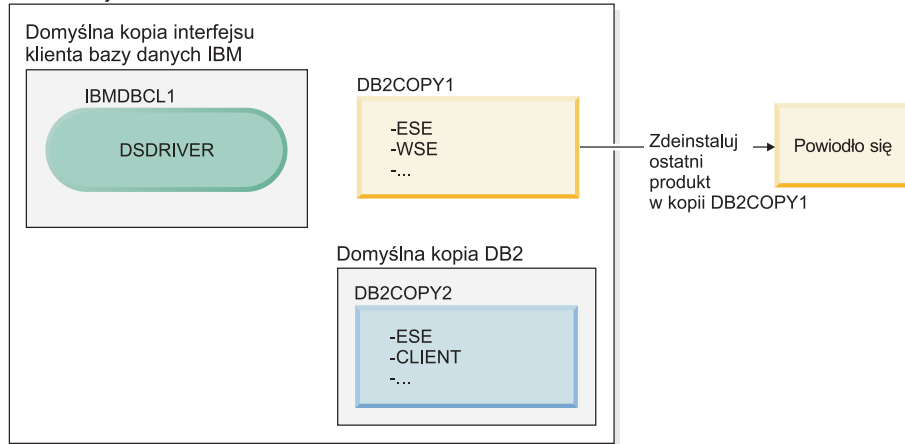 Domyślna kopia interfejsu
klienta bazy danych IBM
IBMDBCL1
DSDRIVER
DB2COPY1
-ESE
-WSE
-...
Zdeinstaluj
ostatni
produkt
w kopii DB2COPY1
Powiodło się
Domyślna kopia DB2
DB2COPY2
-ESE
-CLIENT
-...